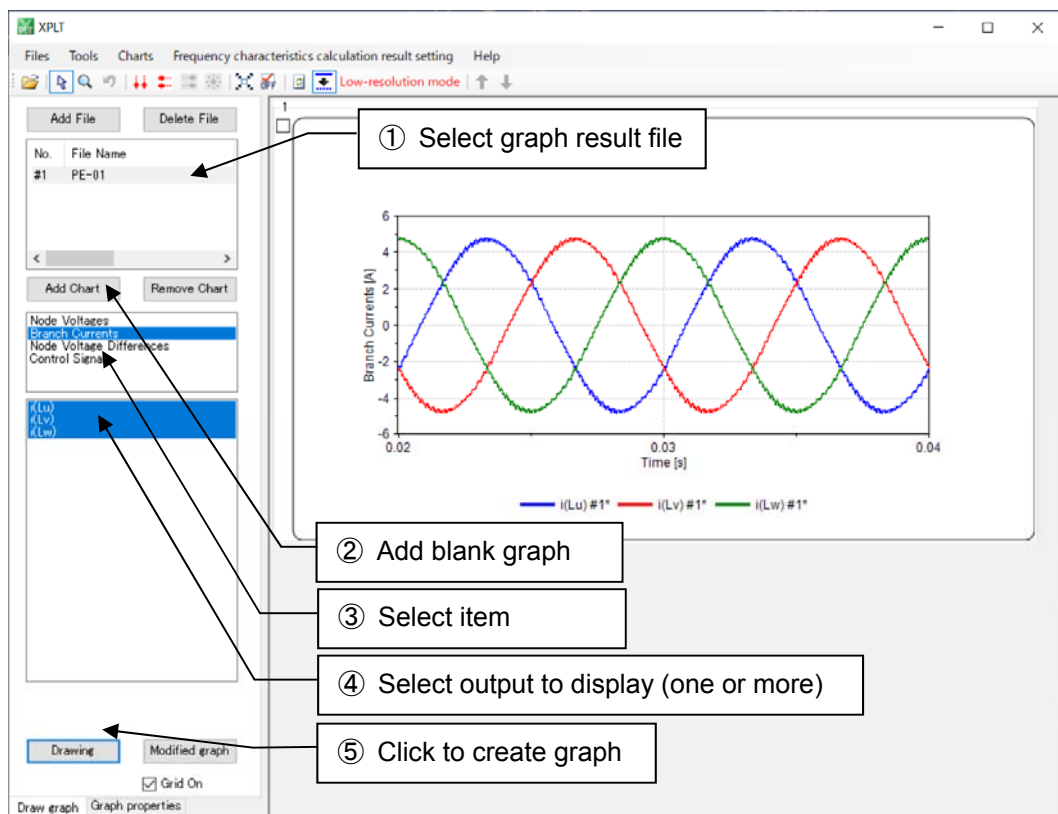 XPLT
Files Tools Charts Frequency characteristics calculation result setting Help
OFF Low-resolution mode
Add File Delete File
No. File Name
#1 PE-01
Add Chart Remove Chart
Node Voltages
Branch Currents
Node Voltage Differences
Control Signals
i(Lu)
i(Lv)
i(Lw)
Drawing Modified graph
Grid On
Draw graph Graph properties
1
① Select graph result file
6
4
2
0
-2
-4
-6
Branch Currents [A]
0.02 0.03 0.04
Time [s]
i(Lu) #1* i(Lv) #1* i(Lw) #1*
② Add blank graph
③ Select item
④ Select output to display (one or more)
⑤ Click to create graph